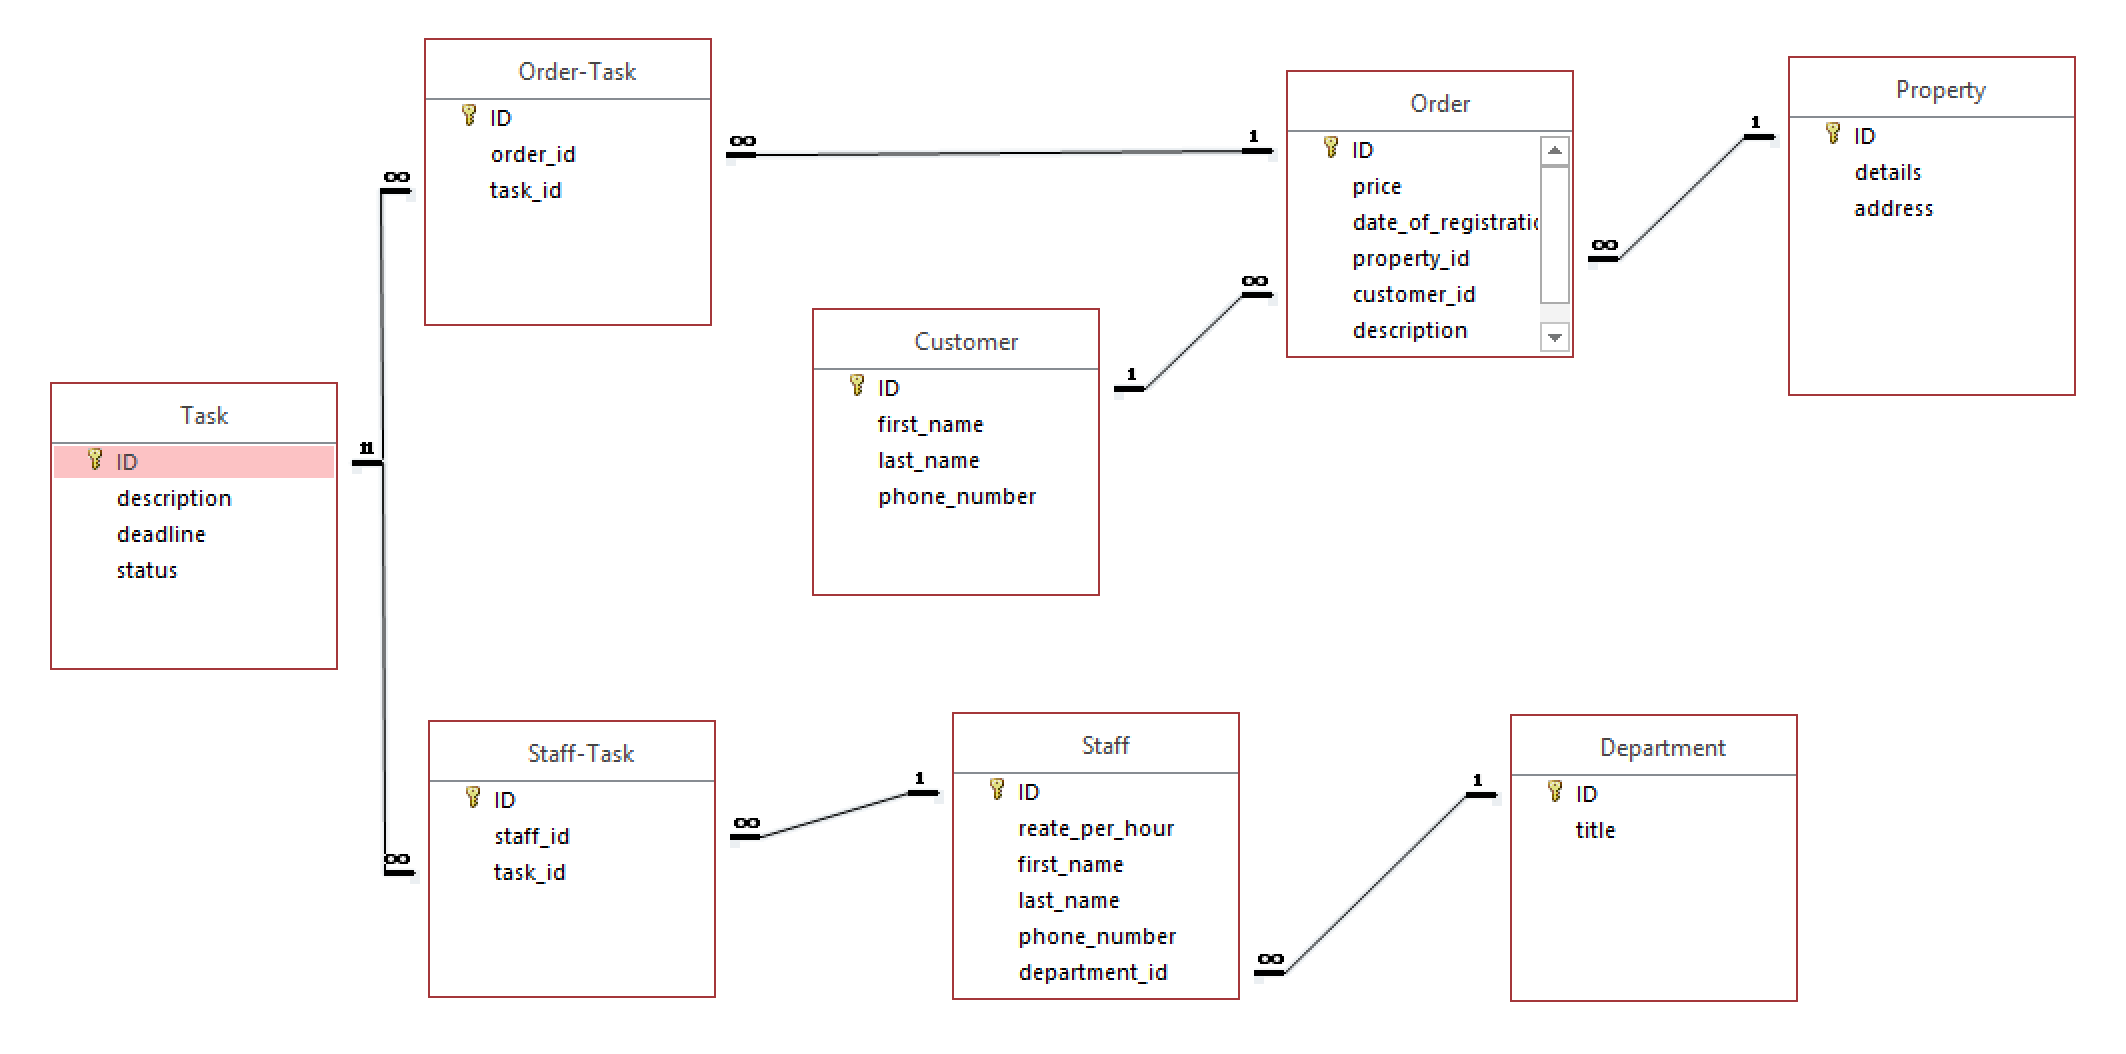 Order-Task
ID
order_id
task_id
∞
1
∞
Order
ID
price
date_of_registratio
property_id
customer_id
description
∞
1
Property
ID
details
address
Customer
ID
first_name
last_name
phone_number
1
∞
Task
ID
description
deadline
status
11
∞
Staff-Task
ID
staff_id
task_id
∞
1
Staff
ID
reate_per_hour
first_name
last_name
phone_number
department_id
∞
1
Department
ID
title